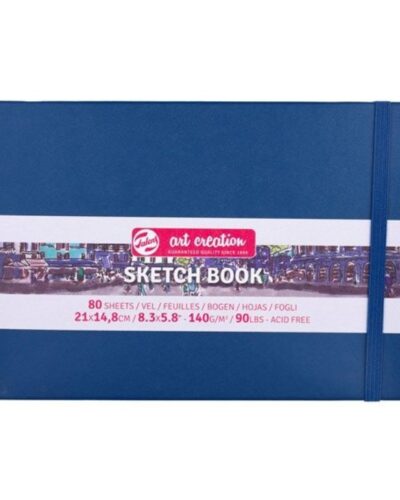 Talens
art creation
GUARANTEED QUALITY SINCE 1899
SKETCH BOOK
80 SHEETS / VEL / FEUILLES / BOGEN / HOJAS / FOGLI
21x14,8CM / 8.3x5.8" - 140G/M² / 90LBS - ACID FREE